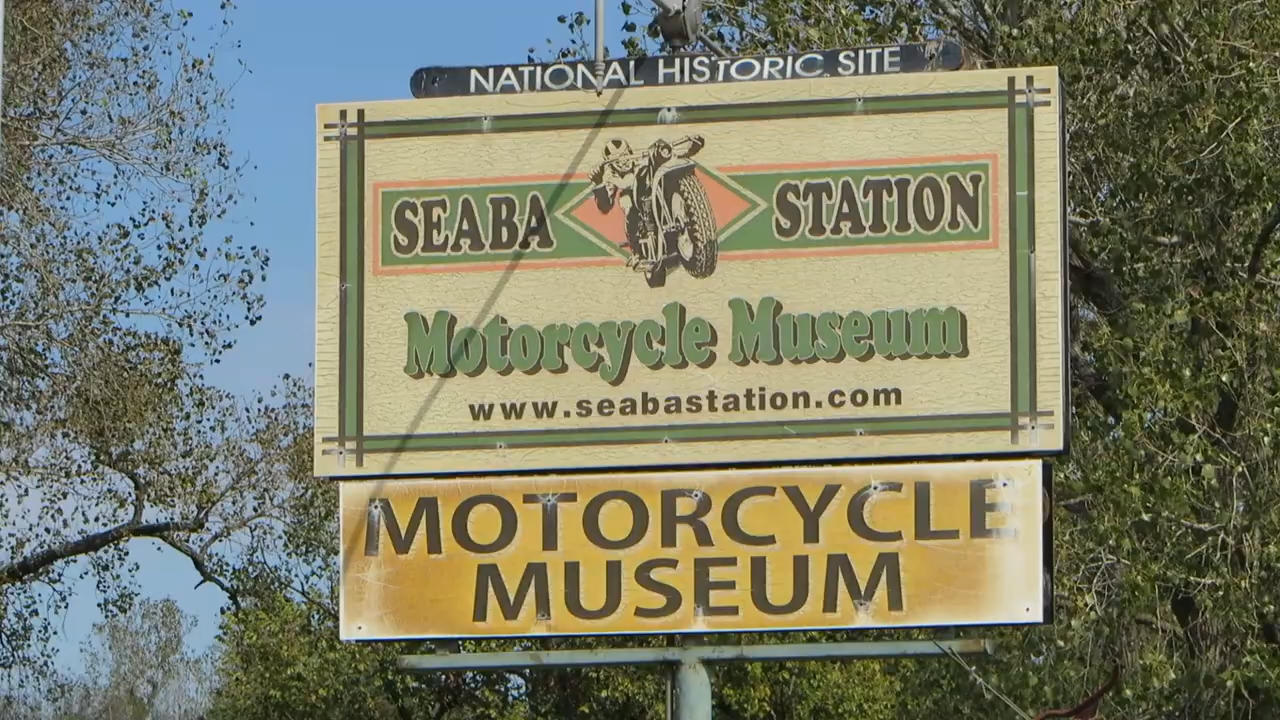 NATIONAL HISTORIC SITE
SEABA STATION
Motorcycle Museum
www.seabastation.com
MOTORCYCLE
MUSEUM